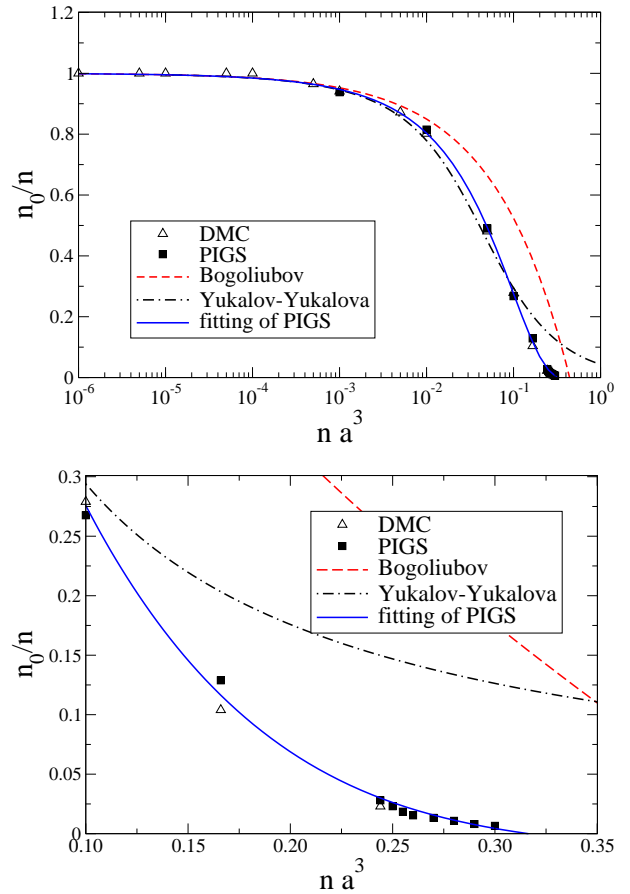 1.2
1
0.8
0.6
0.4
0.2
0
n₀/n
DMC
PIGS
Bogoliubov
Yukalov-Yukalova
fitting of PIGS
10⁻⁶ 10⁻⁵ 10⁻⁴ 10⁻³ 10⁻² 10⁻¹ 10⁰
n a³
0.3
0.25
0.2
0.15
0.1
0.05
0
n₀/n
DMC
PIGS
Bogoliubov
Yukalov-Yukalova
fitting of PIGS
0.10 0.15 0.20 0.25 0.30 0.35
n a³